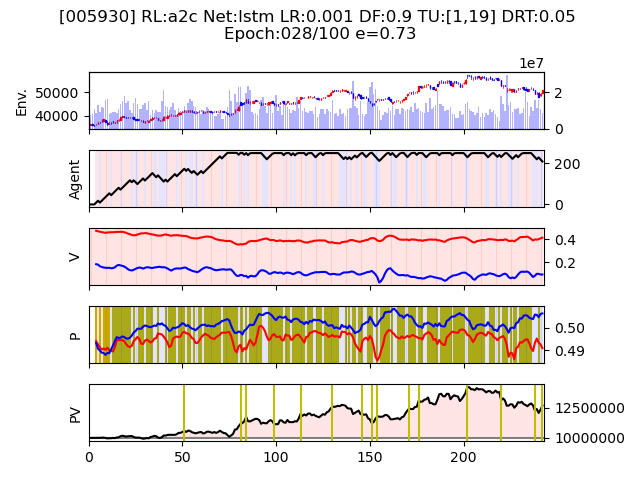 [005930] RL:a2c Net:lstm LR:0.001 DF:0.9 TU:[1,19] DRT:0.05
Epoch:028/100 e=0.73
1e7
Env.
50000
40000
2
0
Agent
200
0
V
0.4
0.2
P
0.50
0.49
PV
12500000
10000000
0
50
100
150
200